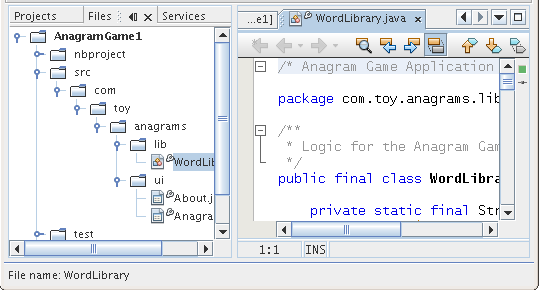 Projects Files Services
AnagramGame1
nbproject
src
com
toy
anagrams
lib
WordLib
ui
About.j
Anagra
test
...e1] WordLibrary.java
/* Anagram Game Application
package com.toy.anagrams.lib
/**
* Logic for the Anagram Gam
*/
public final class WordLibra
private static final Str
1:1 INS
File name: WordLibrary